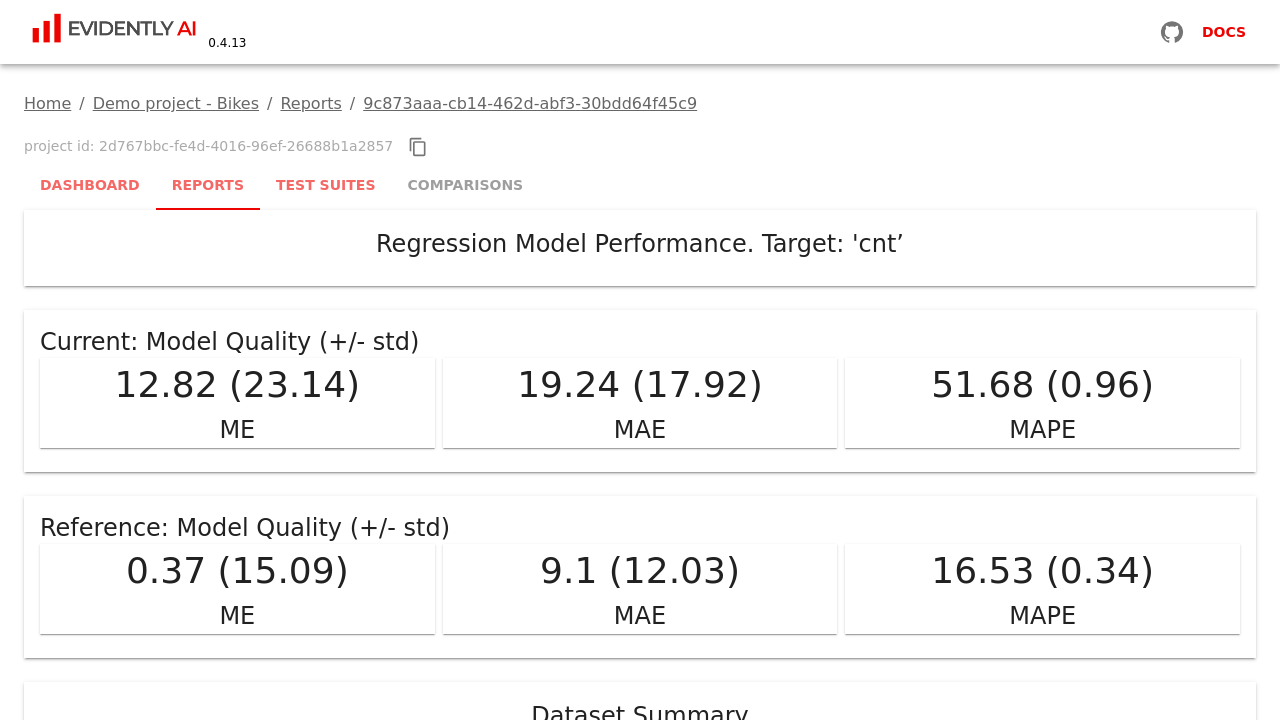 EVIDENTLY AI 0.4.13 DOCS
Home / Demo project - Bikes / Reports / 9c873aaa-cb14-462d-abf3-30bdd64f45c9
project id: 2d767bbc-fe4d-4016-96ef-26688b1a2857
DASHBOARD REPORTS TEST SUITES COMPARISONS
Regression Model Performance. Target: 'cnt’
Current: Model Quality (+/- std)
12.82 (23.14) 19.24 (17.92) 51.68 (0.96)
ME MAE MAPE
Reference: Model Quality (+/- std)
0.37 (15.09) 9.1 (12.03) 16.53 (0.34)
ME MAE MAPE
Dataset Summary